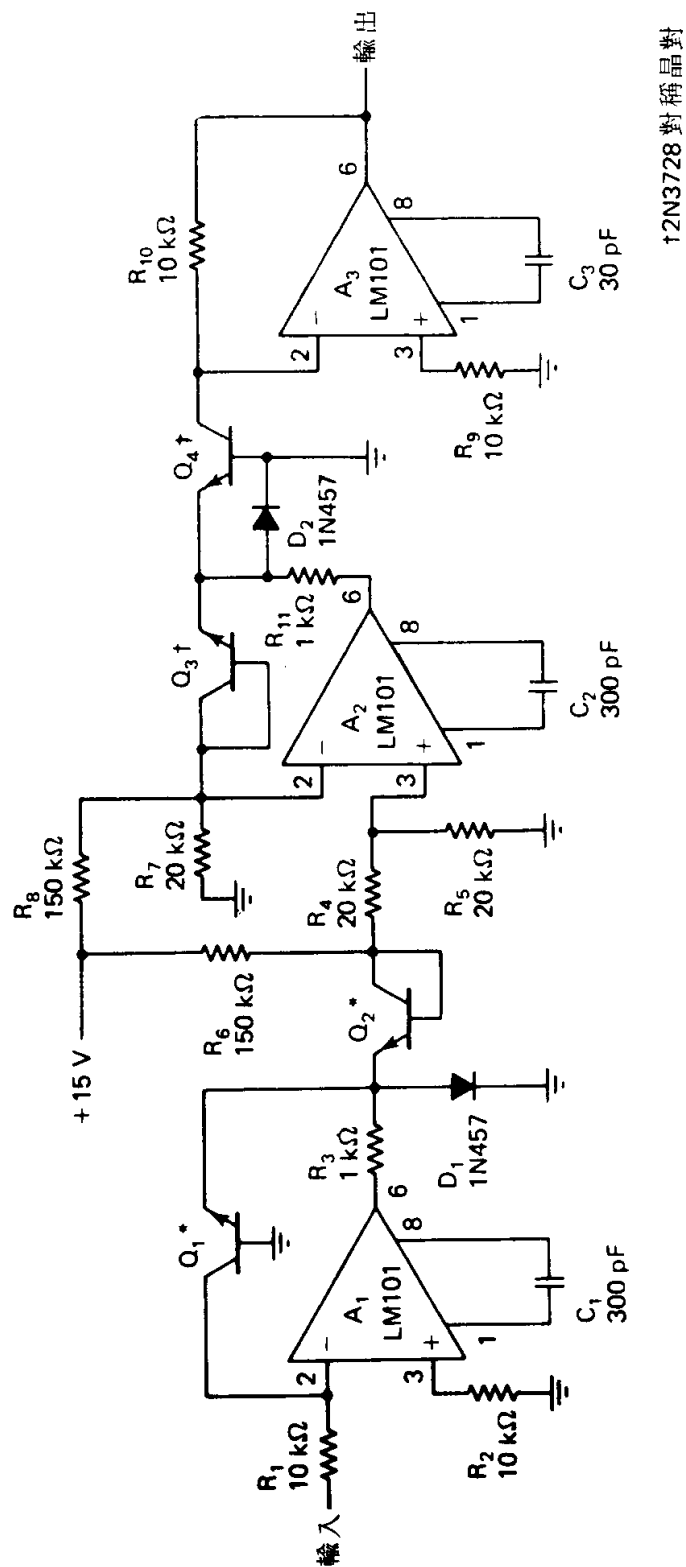 +15 V
R8
150 kΩ
R10
10 kΩ
Q3†
Q4†
R7
20 kΩ
R6
150 kΩ
Q1*
Q2*
D2
1N457
R11
1 kΩ
輸出
R4
20 kΩ
R3
1 kΩ
R1
10 kΩ
輸入
2
3
6
8
1
−
+
A1
LM101
R2
10 kΩ
C1
300 pF
D1
1N457
R5
20 kΩ
2
3
6
8
1
−
+
A2
LM101
C2
300 pF
2
3
6
8
1
−
+
A3
LM101
R9
10 kΩ
C3
30 pF
†2N3728 對稱晶對